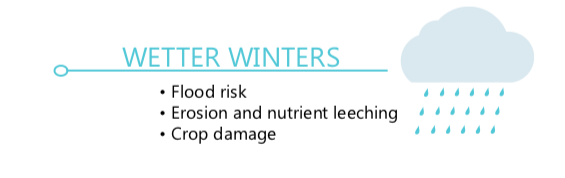 WETTER WINTERS
• Flood risk
• Erosion and nutrient leeching
• Crop damage